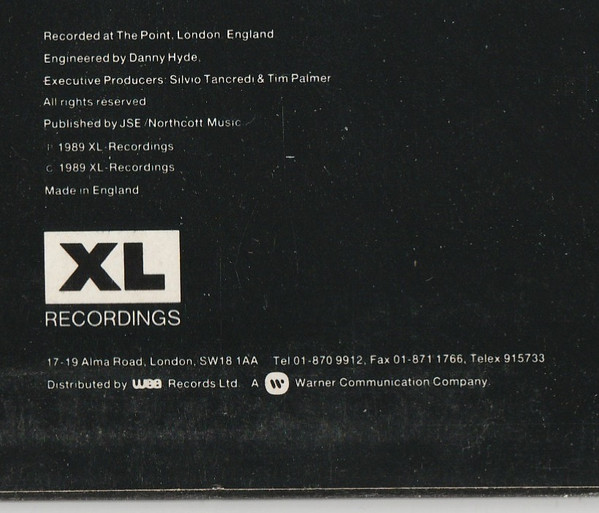 Recorded at The Point, London. England
Engineered by Danny Hyde,
Executive Producers: Silvio Tancredi & Tim Palmer
All rights reserved
Published by JSE /Northcott Music
P 1989 XL-Recordings
C 1989 XL-Recordings
Made in England
XL
RECORDINGS
17-19 Alma Road, London, SW18 1AA Tel 01-870 9912, Fax 01-871 1766, Telex 915733
Distributed by wea Records Ltd. A W Warner Communication Company.